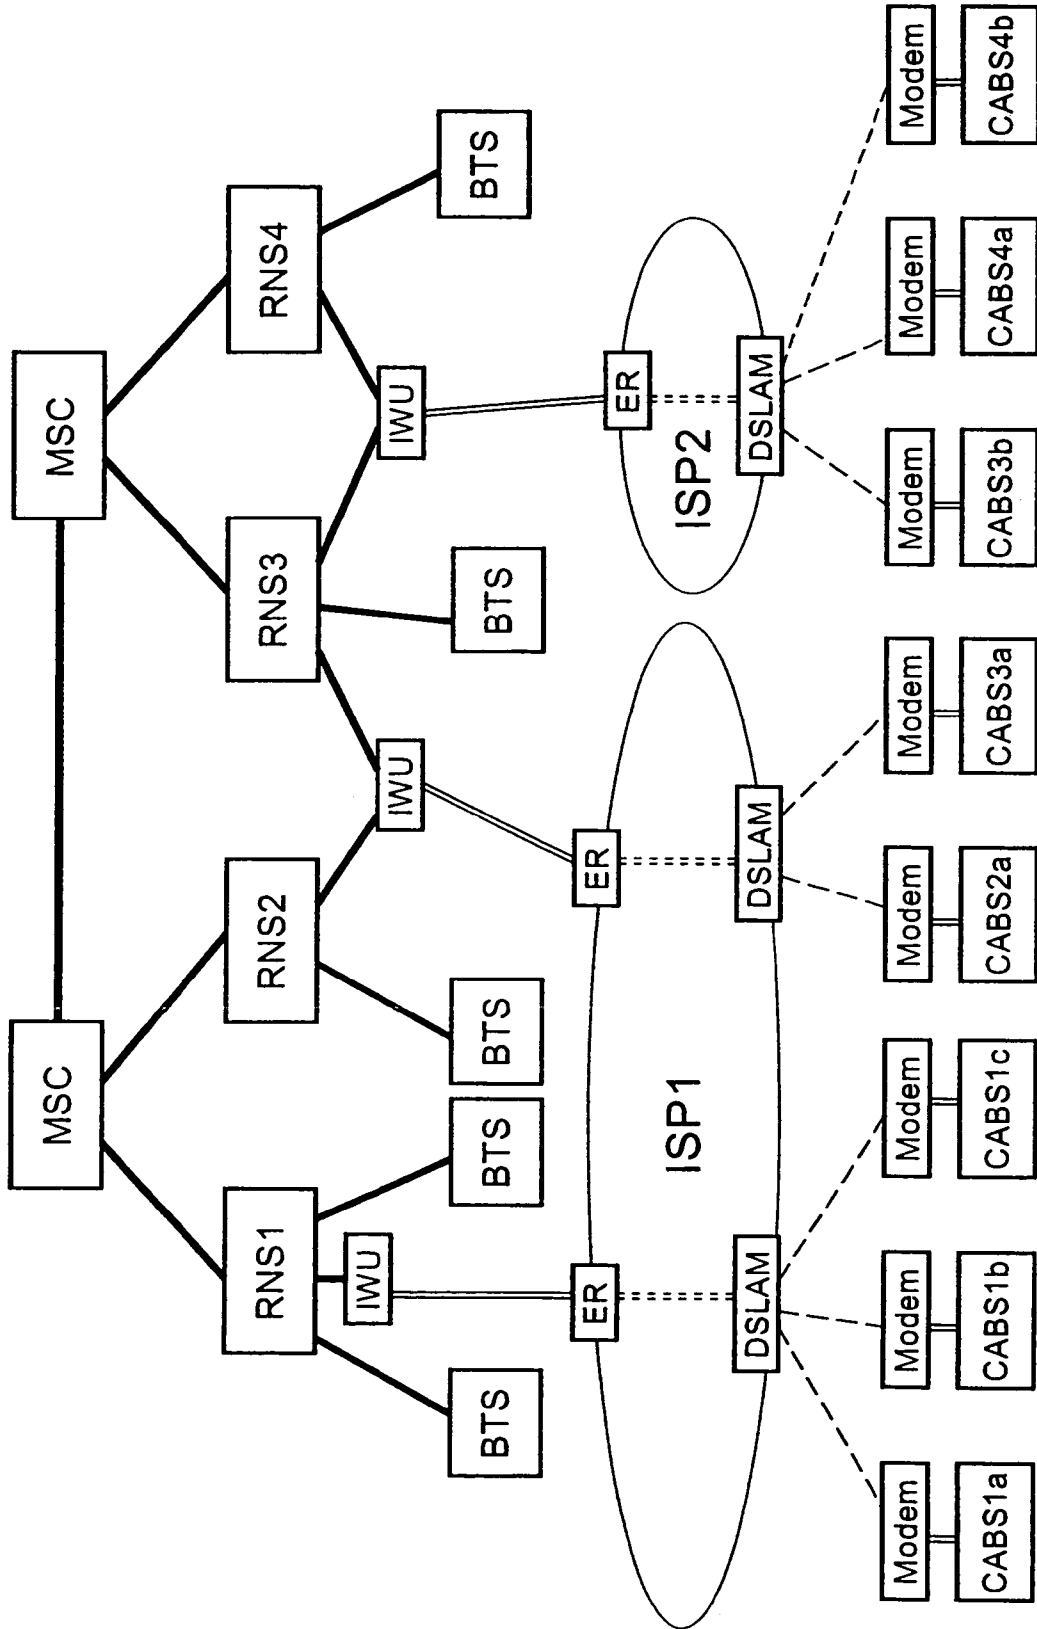 MSC
MSC
RNS1
RNS2
RNS3
RNS4
IWU
IWU
IWU
BTS
BTS
BTS
BTS
BTS
ER
ER
ER
ISP1
ISP2
DSLAM
DSLAM
DSLAM
Modem
Modem
Modem
Modem
Modem
Modem
Modem
Modem
CABS1a
CABS1b
CABS1c
CABS2a
CABS3a
CABS3b
CABS4a
CABS4b